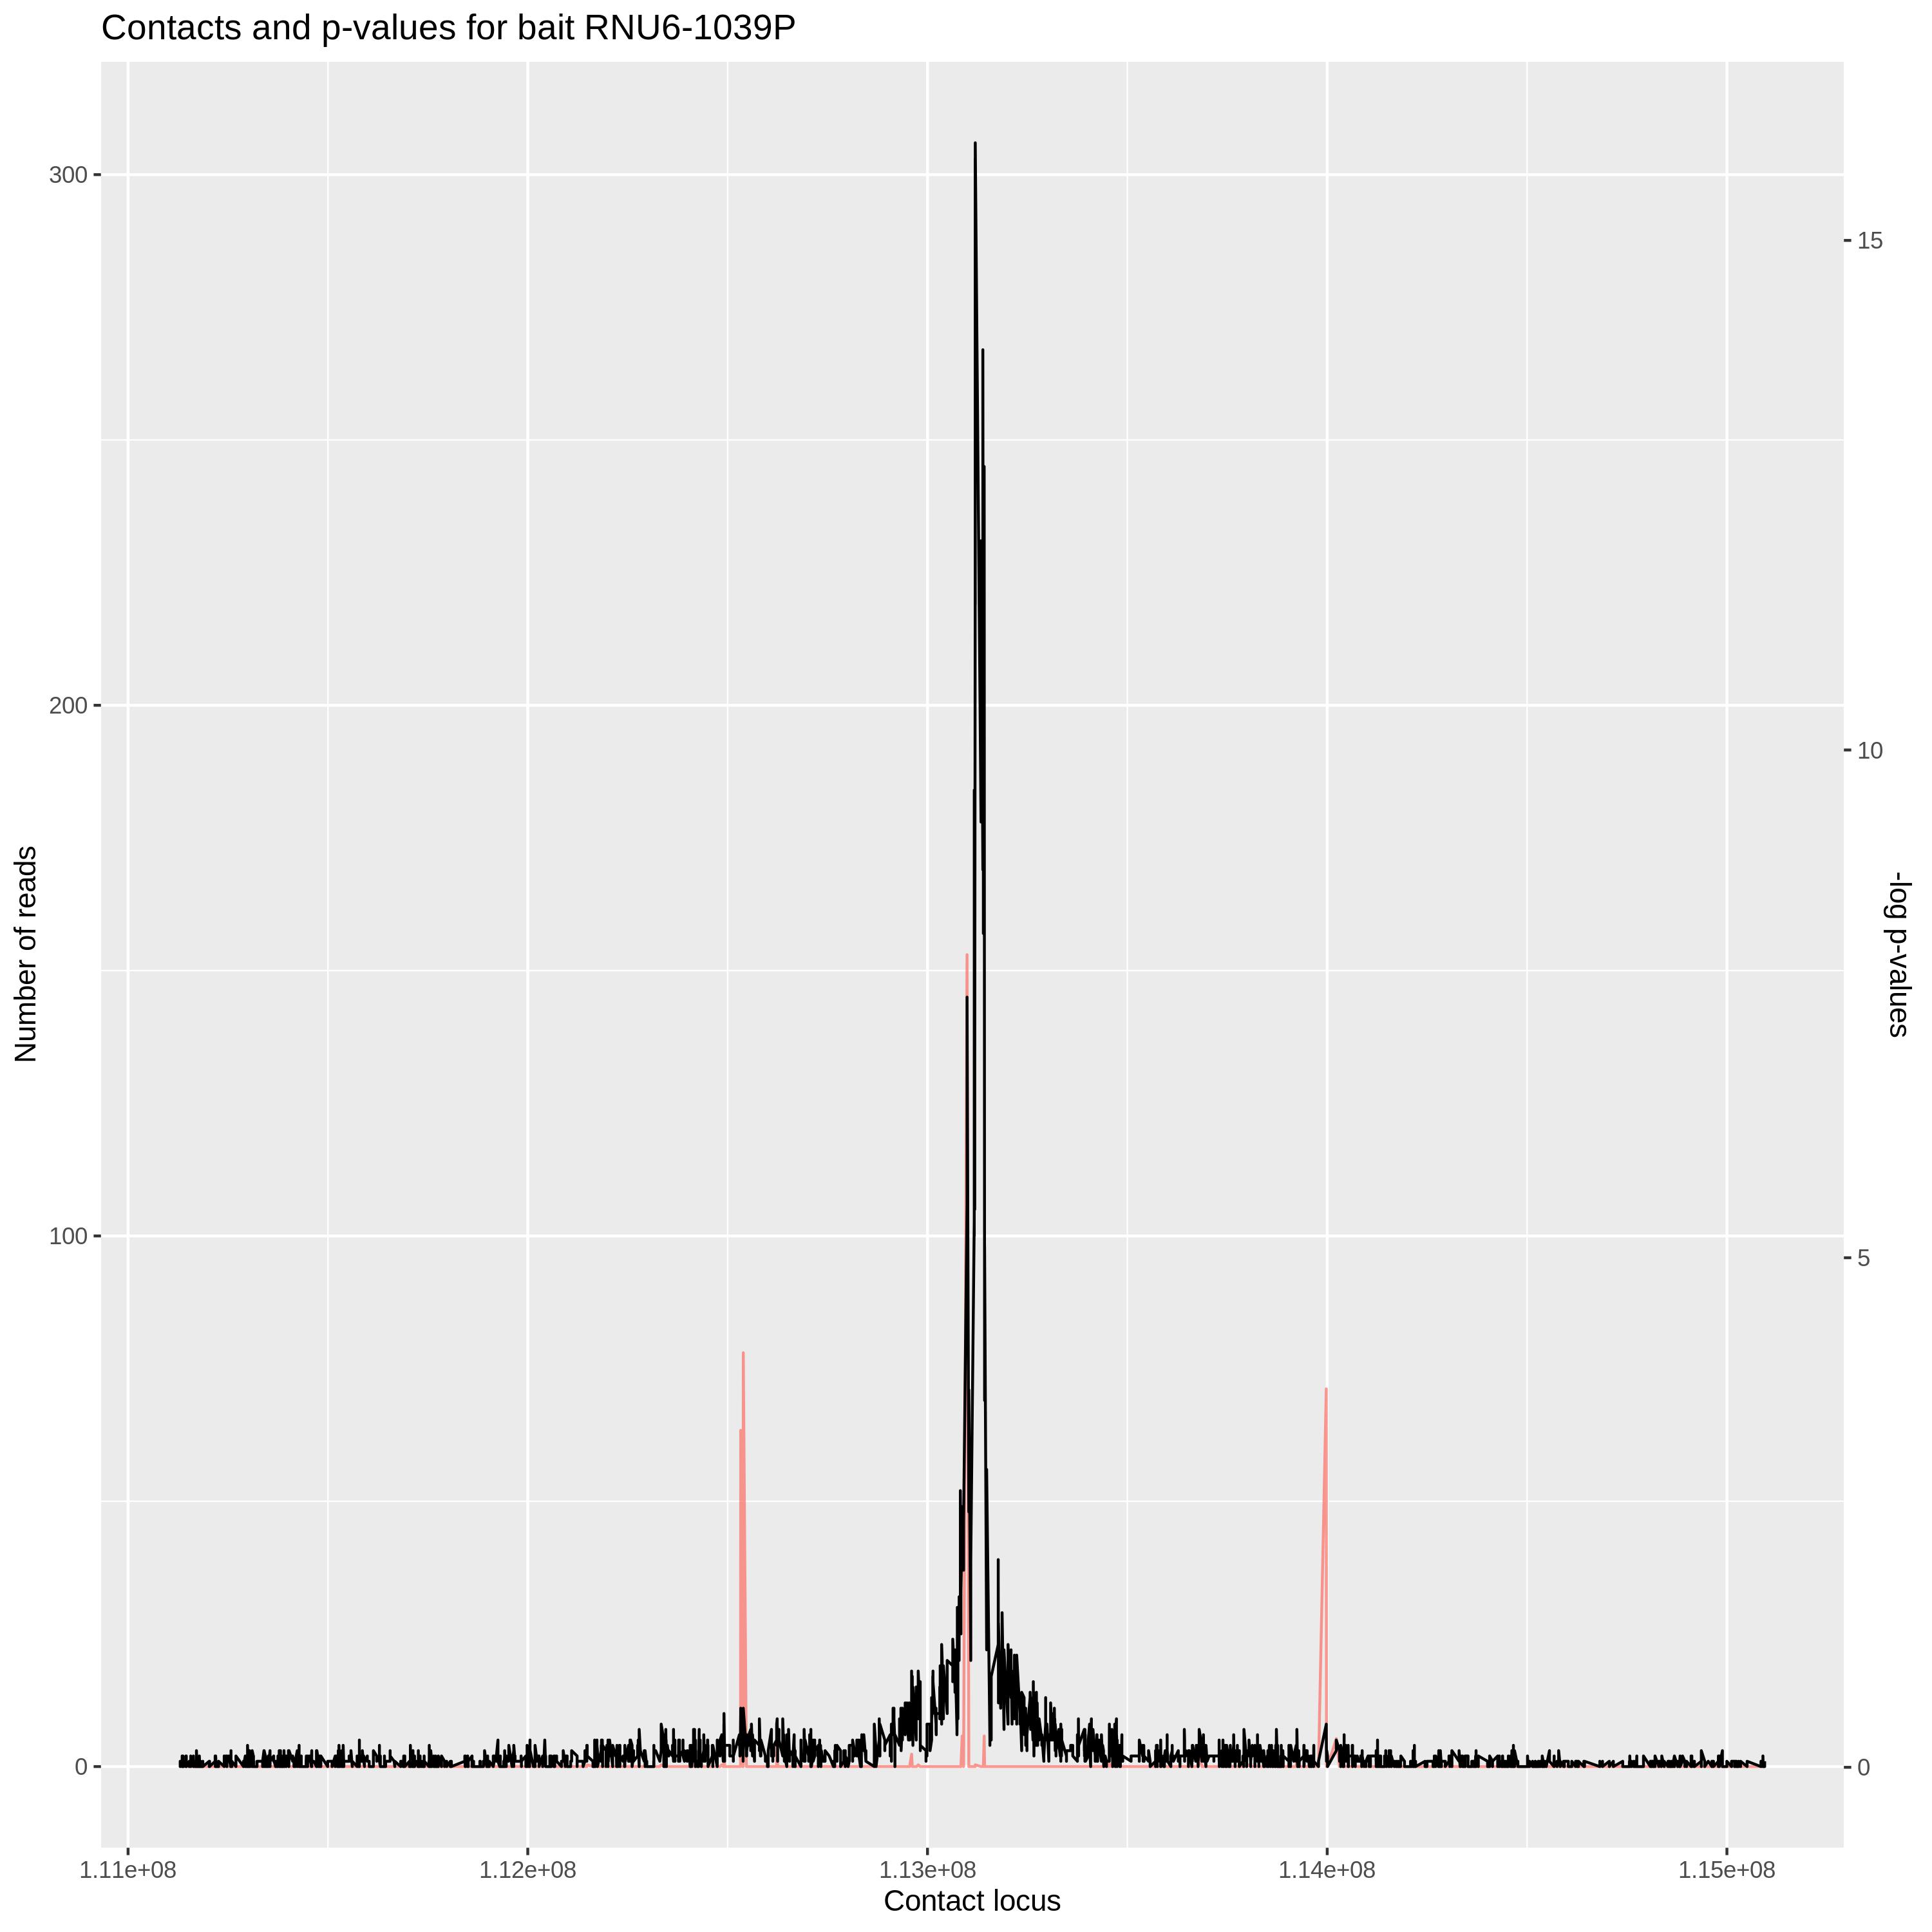 Contacts and p-values for bait RNU6-1039P
300
200
100
0
15
10
5
0
Number of reads
-log p-values
1.11e+08
1.12e+08
1.13e+08
1.14e+08
1.15e+08
Contact locus